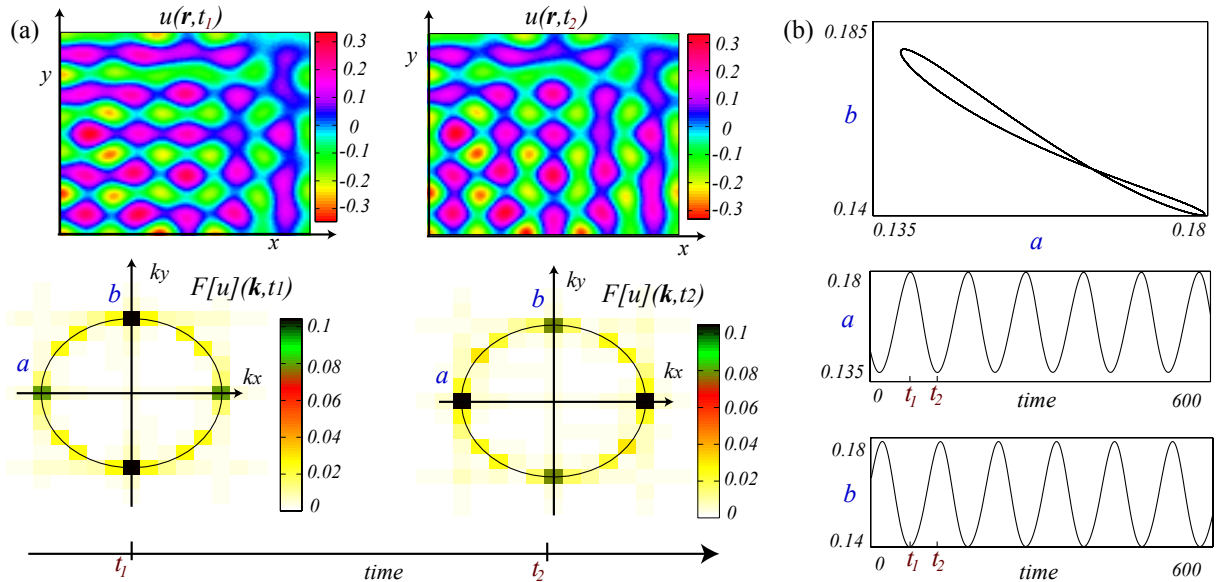 (a)
u(r,t1)
y
x
0.3
0.2
0.1
0
-0.1
-0.2
-0.3
u(r,t2)
y
x
0.3
0.2
0.1
0
-0.1
-0.2
-0.3
ky
b
F[u](k,t1)
a
kx
0.1
0.08
0.06
0.04
0.02
0
ky
b
F[u](k,t2)
a
kx
0.1
0.08
0.06
0.04
0.02
0
t1
time
t2
(b)
0.185
b
0.14
0.135
a
0.18
0.18
a
0.135
0
t1
t2
time
600
0.18
b
0.14
0
t1
t2
time
600